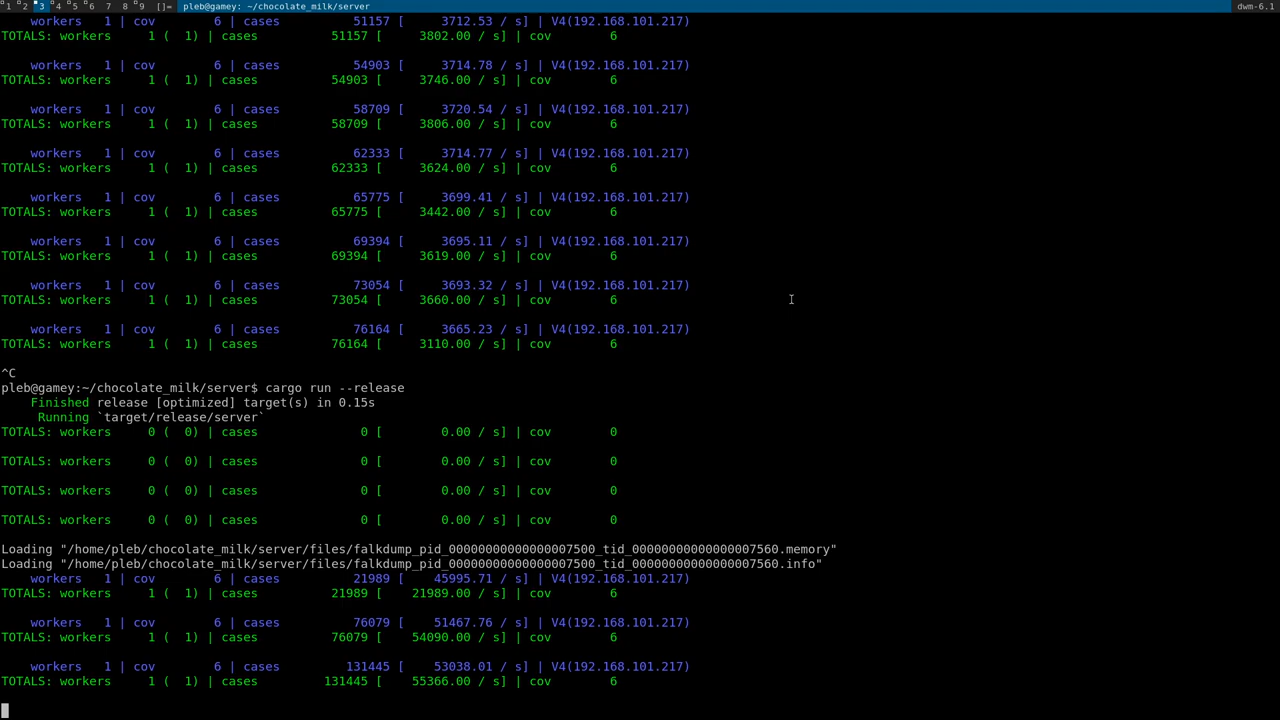 1 2 3 4 5 6 7 8 9 []= pleb@gamey: ~/chocolate_milk/server dwm-6.1
workers 1 | cov 6 | cases 51157 [ 3712.53 / s] | V4(192.168.101.217)
TOTALS: workers 1 ( 1) | cases 51157 [ 3802.00 / s] | cov 6
workers 1 | cov 6 | cases 54903 [ 3714.78 / s] | V4(192.168.101.217)
TOTALS: workers 1 ( 1) | cases 54903 [ 3746.00 / s] | cov 6
workers 1 | cov 6 | cases 58709 [ 3720.54 / s] | V4(192.168.101.217)
TOTALS: workers 1 ( 1) | cases 58709 [ 3806.00 / s] | cov 6
workers 1 | cov 6 | cases 62333 [ 3714.77 / s] | V4(192.168.101.217)
TOTALS: workers 1 ( 1) | cases 62333 [ 3624.00 / s] | cov 6
workers 1 | cov 6 | cases 65775 [ 3699.41 / s] | V4(192.168.101.217)
TOTALS: workers 1 ( 1) | cases 65775 [ 3442.00 / s] | cov 6
workers 1 | cov 6 | cases 69394 [ 3695.11 / s] | V4(192.168.101.217)
TOTALS: workers 1 ( 1) | cases 69394 [ 3619.00 / s] | cov 6
workers 1 | cov 6 | cases 73054 [ 3693.32 / s] | V4(192.168.101.217)
TOTALS: workers 1 ( 1) | cases 73054 [ 3660.00 / s] | cov 6
workers 1 | cov 6 | cases 76164 [ 3665.23 / s] | V4(192.168.101.217)
TOTALS: workers 1 ( 1) | cases 76164 [ 3110.00 / s] | cov 6
^C
pleb@gamey:~/chocolate_milk/server$ cargo run --release
Finished release [optimized] target(s) in 0.15s
Running `target/release/server`
TOTALS: workers 0 ( 0) | cases 0 [ 0.00 / s] | cov 0
TOTALS: workers 0 ( 0) | cases 0 [ 0.00 / s] | cov 0
TOTALS: workers 0 ( 0) | cases 0 [ 0.00 / s] | cov 0
TOTALS: workers 0 ( 0) | cases 0 [ 0.00 / s] | cov 0
Loading "/home/pleb/chocolate_milk/server/files/falkdump_pid_00000000000000007500_tid_00000000000000007560.memory"
Loading "/home/pleb/chocolate_milk/server/files/falkdump_pid_00000000000000007500_tid_00000000000000007560.info"
workers 1 | cov 6 | cases 21989 [ 45995.71 / s] | V4(192.168.101.217)
TOTALS: workers 1 ( 1) | cases 21989 [ 21989.00 / s] | cov 6
workers 1 | cov 6 | cases 76079 [ 51467.76 / s] | V4(192.168.101.217)
TOTALS: workers 1 ( 1) | cases 76079 [ 54090.00 / s] | cov 6
workers 1 | cov 6 | cases 131445 [ 53038.01 / s] | V4(192.168.101.217)
TOTALS: workers 1 ( 1) | cases 131445 [ 55366.00 / s] | cov 6